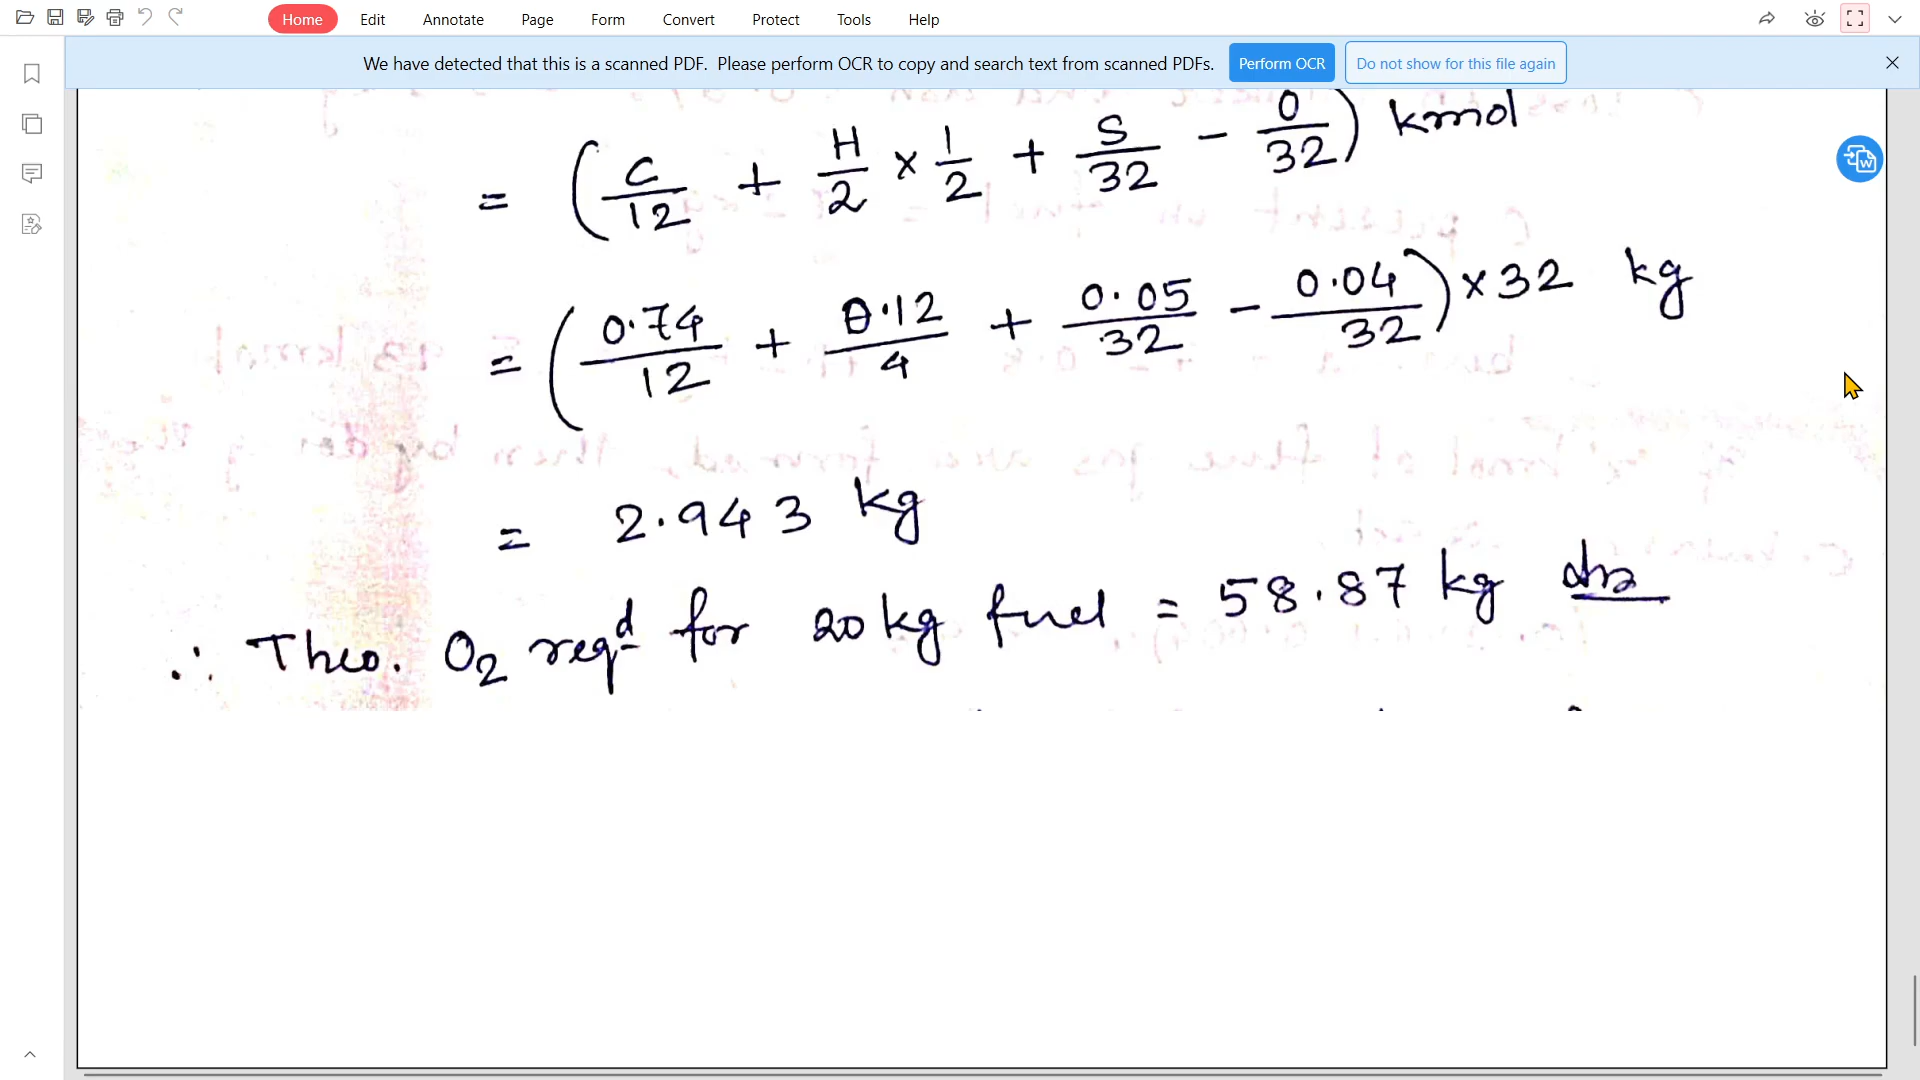 Home Edit Annotate Page Form Convert Protect Tools Help
We have detected that this is a scanned PDF. Please perform OCR to copy and search text from scanned PDFs. Perform OCR Do not show for this file again
= (C/12 + H/2 × 1/2 + S/32 - O/32) kmol
= (0.74/12 + 0.12/4 + 0.05/32 - 0.04/32) × 32 kg
= 2.943 kg
∴ Theo. O2 reqd for 20 kg fuel = 58.87 kg